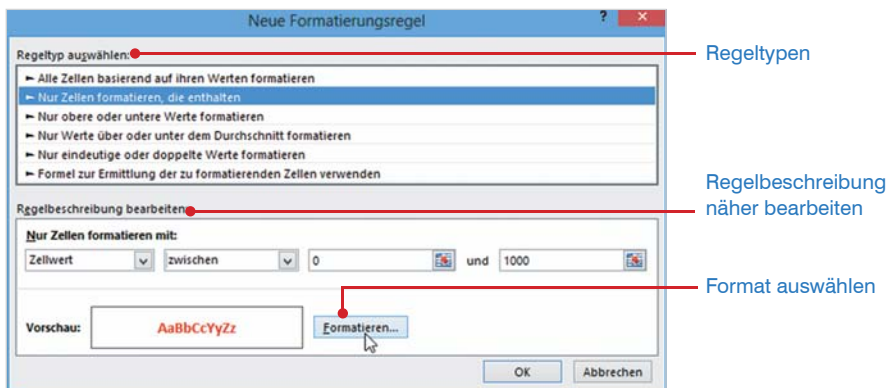 Neue Formatierungsregel
?
Regeltyp auswählen:
Regeltypen
► Alle Zellen basierend auf ihren Werten formatieren
► Nur Zellen formatieren, die enthalten
► Nur obere oder untere Werte formatieren
► Nur Werte über oder unter dem Durchschnitt formatieren
► Nur eindeutige oder doppelte Werte formatieren
► Formel zur Ermittlung der zu formatierenden Zellen verwenden
Regelbeschreibung
näher bearbeiten
Regelbeschreibung bearbeiten:
Nur Zellen formatieren mit:
Zellwert zwischen 0 und 1000
Format auswählen
Vorschau: AaBbCcYyZz Formatieren...
OK Abbrechen